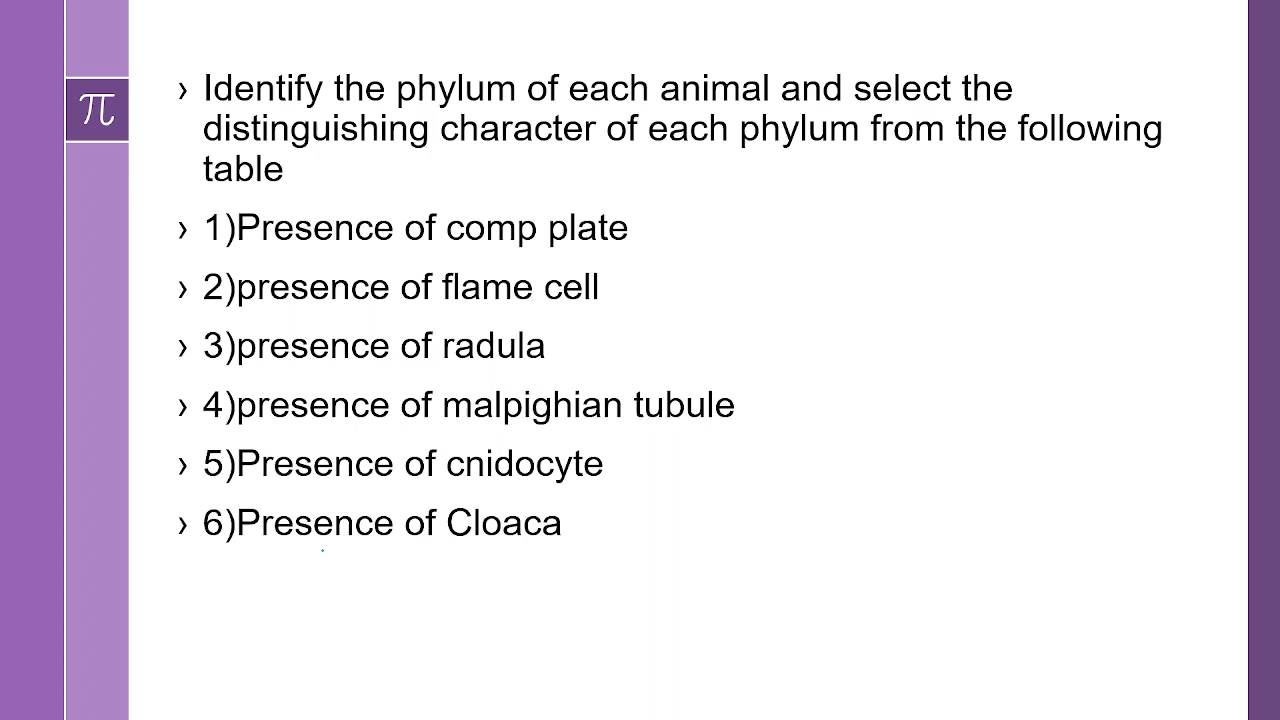 π
› Identify the phylum of each animal and select the
distinguishing character of each phylum from the following
table
› 1)Presence of comp plate
› 2)presence of flame cell
› 3)presence of radula
› 4)presence of malpighian tubule
› 5)Presence of cnidocyte
› 6)Presence of Cloaca